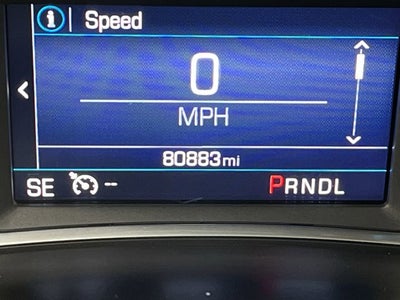 Speed
0
MPH
80883mi
SE -- PRNDL